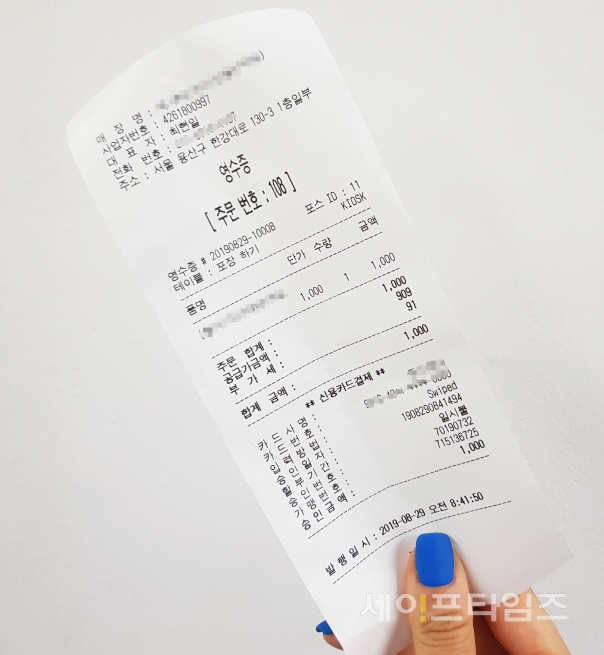 매 장 명 :
사업자번호 : 4261800997
대 표 자 : 최현일
전화 번호 :
주소 : 서울 용산구 한강대로 130-3 1층일부
영수증
[ 주문 번호 : 108 ]
영수증 # 20190829-10008 포스 ID : 11
테이블 : 포장 하기 KIOSK
품명 단가 수량 금액
1,000 1 1,000
주문 합계 : 1,000
공급가금액 : 909
부 가 세 : 91
합계 금액 : 1,000
** 신용카드결제 **
카 드 사 명 :
카 드 번 호 :
입 력 방 법 : Swiped
승 인 일 자 : 1908290841494
할 부 기 간 : 일시불
승 인 번 호 : 70190732
가 맹 번 호 : 715136725
승 인 금 액 : 1,000
발 행 일 시 : 2019-08-29 오전 8:41:50
세이프타임즈